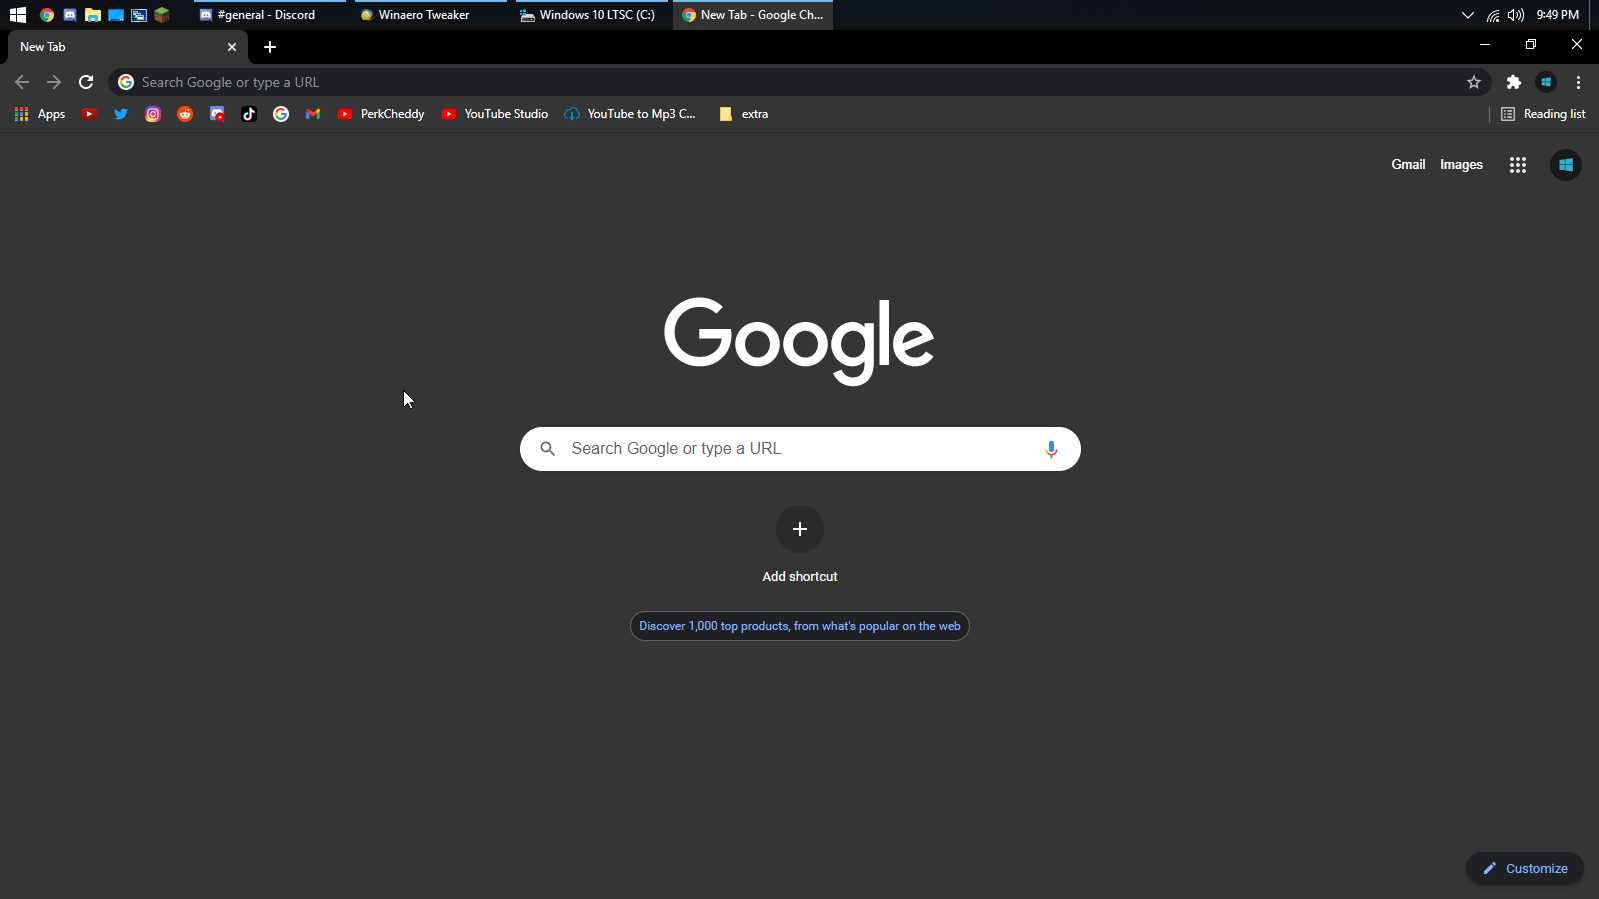 #general - Discord
Winaero Tweaker
Windows 10 LTSC (C:)
New Tab - Google Ch...
9:49 PM
New Tab
Search Google or type a URL
Apps
PerkCheddy
YouTube Studio
YouTube to Mp3 C...
extra
Reading list
Gmail
Images
Google
Search Google or type a URL
Add shortcut
Discover 1,000 top products, from what's popular on the web
Customize